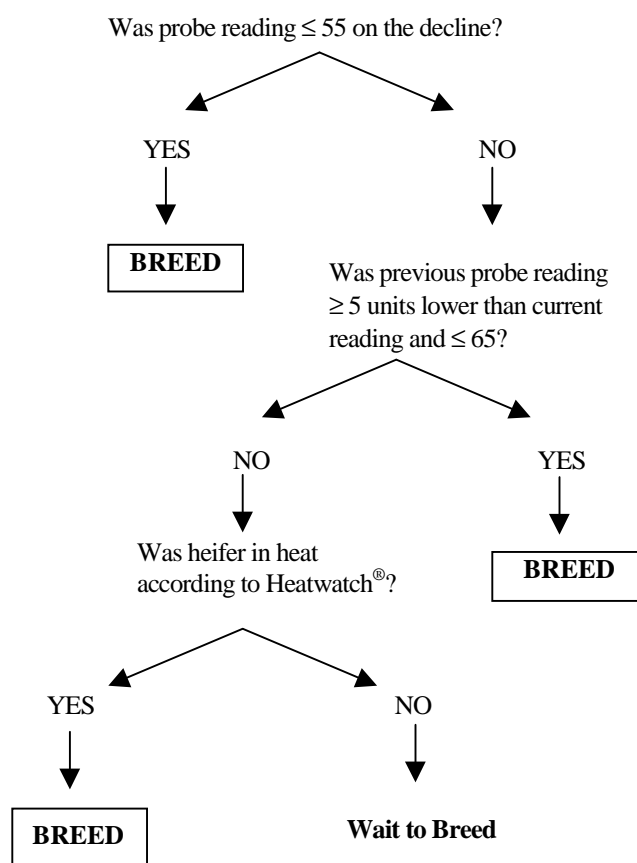 Was probe reading ≤ 55 on the decline?
YES
NO
BREED
Was previous probe reading
≥ 5 units lower than current
reading and ≤ 65?
NO
YES
Was heifer in heat
according to Heatwatch®?
BREED
YES
NO
BREED
Wait to Breed